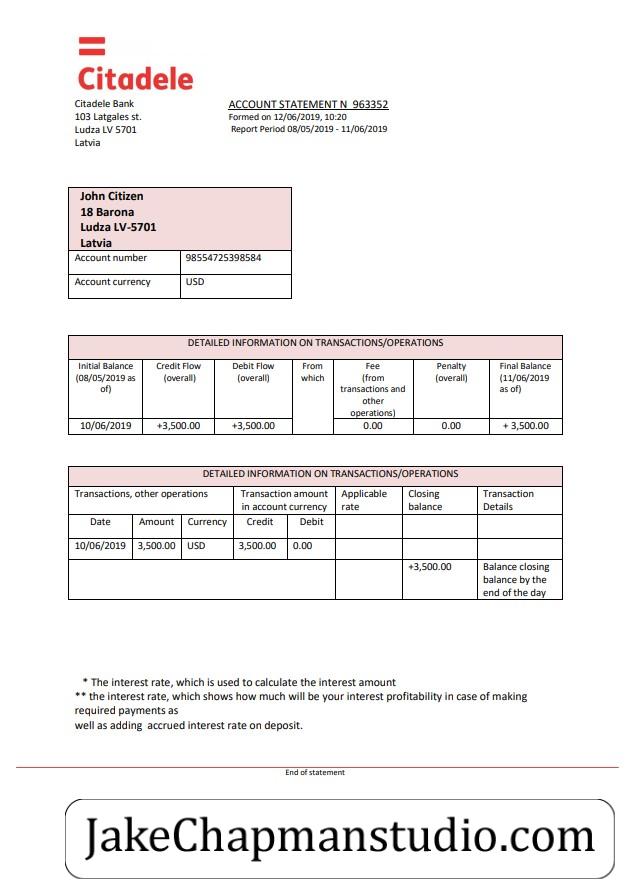 Citadele
Citadele Bank
103 Latgales st.
Ludza LV 5701
Latvia
ACCOUNT STATEMENT N  963352
Formed on 12/06/2019, 10:20
Report Period 08/05/2019 - 11/06/2019
John Citizen
18 Barona
Ludza LV-5701
Latvia
Account number 98554725398584
Account currency USD
DETAILED INFORMATION ON TRANSACTIONS/OPERATIONS
Initial Balance
(08/05/2019 as
of)
Credit Flow
(overall)
Debit Flow
(overall)
From
which
Fee
(from
transactions and
other
operations)
Penalty
(overall)
Final Balance
(11/06/2019
as of)
10/06/2019 +3,500.00 +3,500.00 0.00 0.00 + 3,500.00
DETAILED INFORMATION ON TRANSACTIONS/OPERATIONS
Transactions, other operations
Transaction amount
in account currency
Applicable
rate
Closing
balance
Transaction
Details
Date Amount Currency Credit Debit
10/06/2019 3,500.00 USD 3,500.00 0.00
+3,500.00
Balance closing
balance by the
end of the day
* The interest rate, which is used to calculate the interest amount
** the interest rate, which shows how much will be your interest profitability in case of making
required payments as
well as adding  accrued interest rate on deposit.
End of statement
JakeChapmanstudio.com